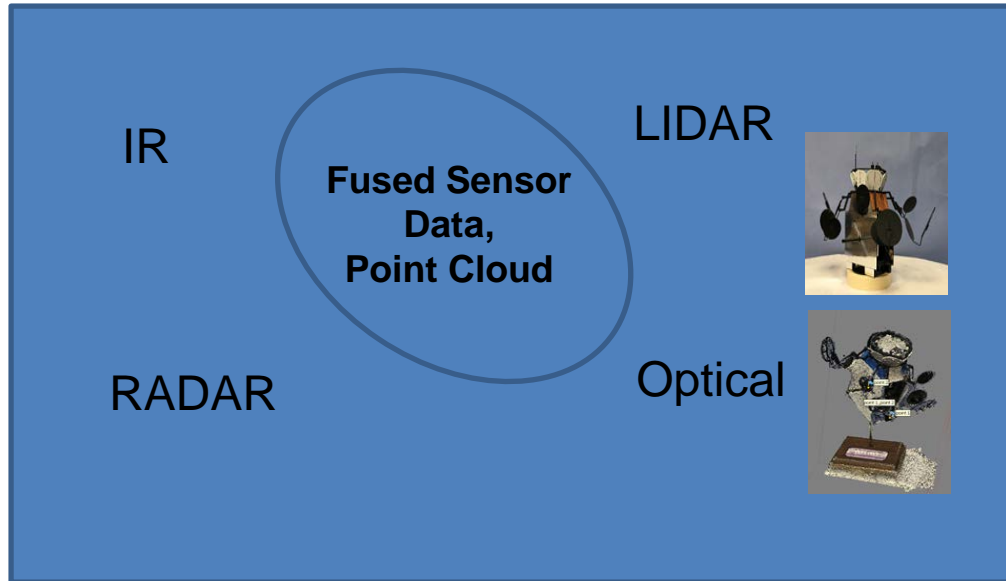 IR
Fused Sensor
Data,
Point Cloud
LIDAR
RADAR
Optical